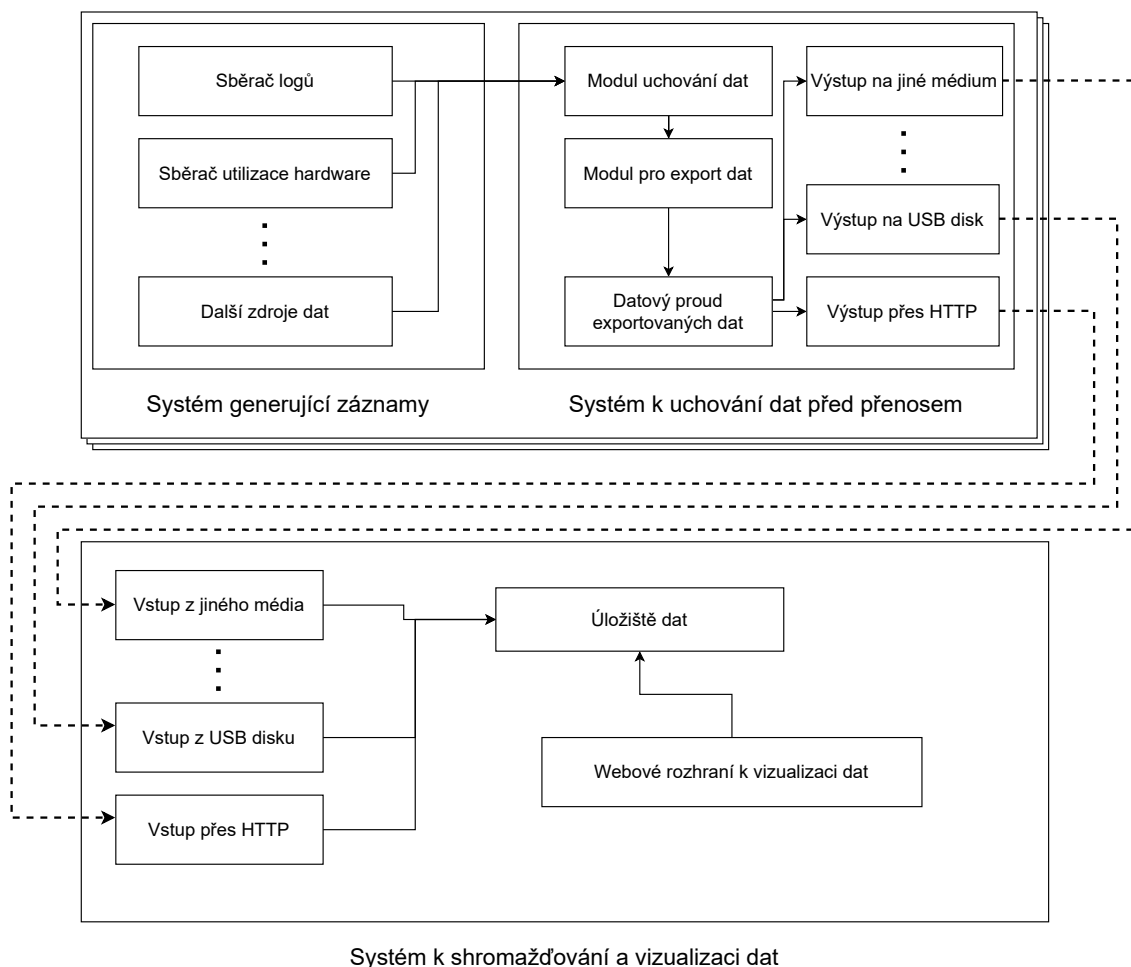 Sběrač logů
Sběrač utilizace hardware
Další zdroje dat
Systém generující záznamy
Modul uchování dat
Modul pro export dat
Datový proud
exportovaných dat
Výstup na jiné médium
Výstup na USB disk
Výstup přes HTTP
Systém k uchování dat před přenosem
Vstup z jiného média
Vstup z USB disku
Vstup přes HTTP
Úložiště dat
Webové rozhraní k vizualizaci dat
Systém k shromažďování a vizualizaci dat